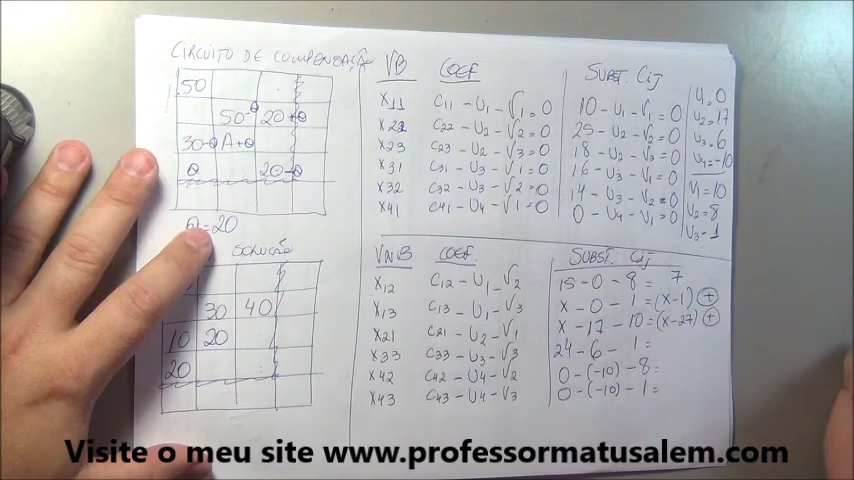 CIRCUITO DE COMPENSAÇÃO
50
50-θ 20+θ
30-θ A+θ
θ 20-θ
θ=20
SOLUÇÃO
30 40
10 20
20
VB COEF SUBST. Cij
X11 C11 - U1 - V1 = 0 10 - U1 - V1 = 0
X22 C22 - U2 - V2 = 0 25 - U2 - V2 = 0
X23 C23 - U2 - V3 = 0 18 - U2 - V3 = 0
X31 C31 - U3 - V1 = 0 16 - U3 - V1 = 0
X32 C32 - U3 - V2 = 0 14 - U3 - V2 = 0
X41 C41 - U4 - V1 = 0 0 - U4 - V1 = 0
U1 = 0
U2 = 17
U3 = 6
U4 = -10
V1 = 10
V2 = 8
V3 = 1
VNB COEF. SUBST. Cij
X12 C12 - U1 - V2 15 - 0 - 8 = 7
X13 C13 - U1 - V3 X - 0 - 1 = (X-1) +
X21 C21 - U2 - V1 X - 17 - 10 = (X-27) +
X33 C33 - U3 - V3 24 - 6 - 1 =
X42 C42 - U4 - V2 0 - (-10) - 8 =
X43 C43 - U4 - V3 0 - (-10) - 1 =
Visite o meu site www.professormatusalem.com